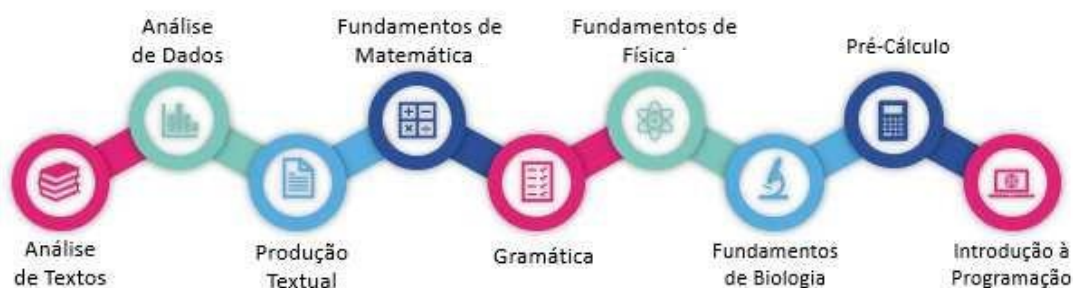 Análise
de Textos
Análise
de Dados
Produção
Textual
Fundamentos de
Matemática
Gramática
Fundamentos de
Física
Fundamentos
de Biologia
Pré-Cálculo
Introdução à
Programação